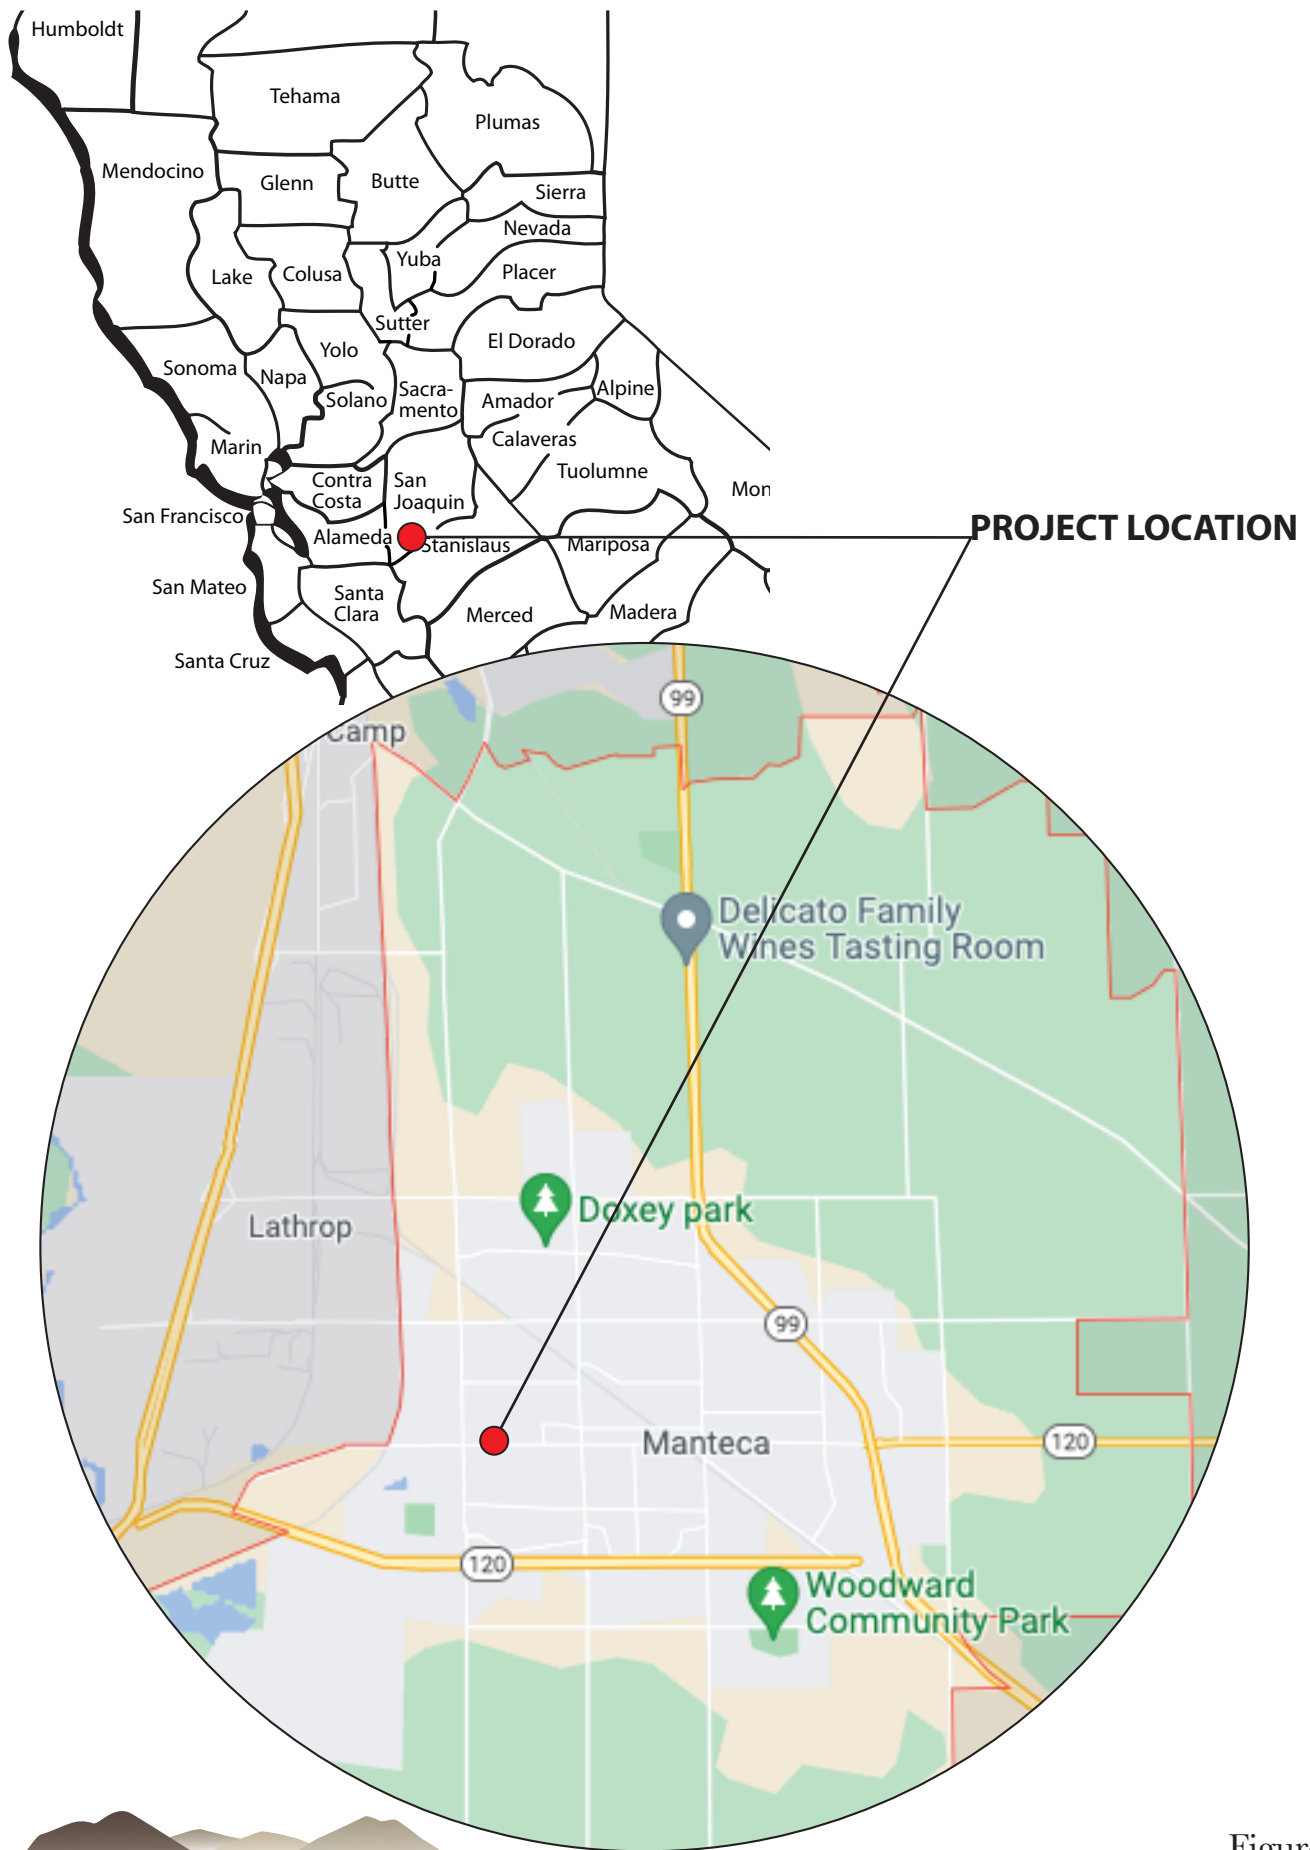 Humboldt
Tehama
Plumas
Mendocino
Glenn
Butte
Sierra
Nevada
Yuba
Lake
Colusa
Placer
Sutter
El Dorado
Yolo
Sonoma
Napa
Sacra-
mento
Alpine
Solano
Amador
Marin
Calaveras
Tuolumne
Contra
Costa
San
Joaquin
Mon
San Francisco
Alameda
Stanislaus
Mariposa
PROJECT LOCATION
San Mateo
Santa
Clara
Merced
Madera
Santa Cruz
99
Camp
Delicato Family
Wines Tasting Room
Doxey park
Lathrop
99
Manteca
120
120
Woodward
Community Park
Figur